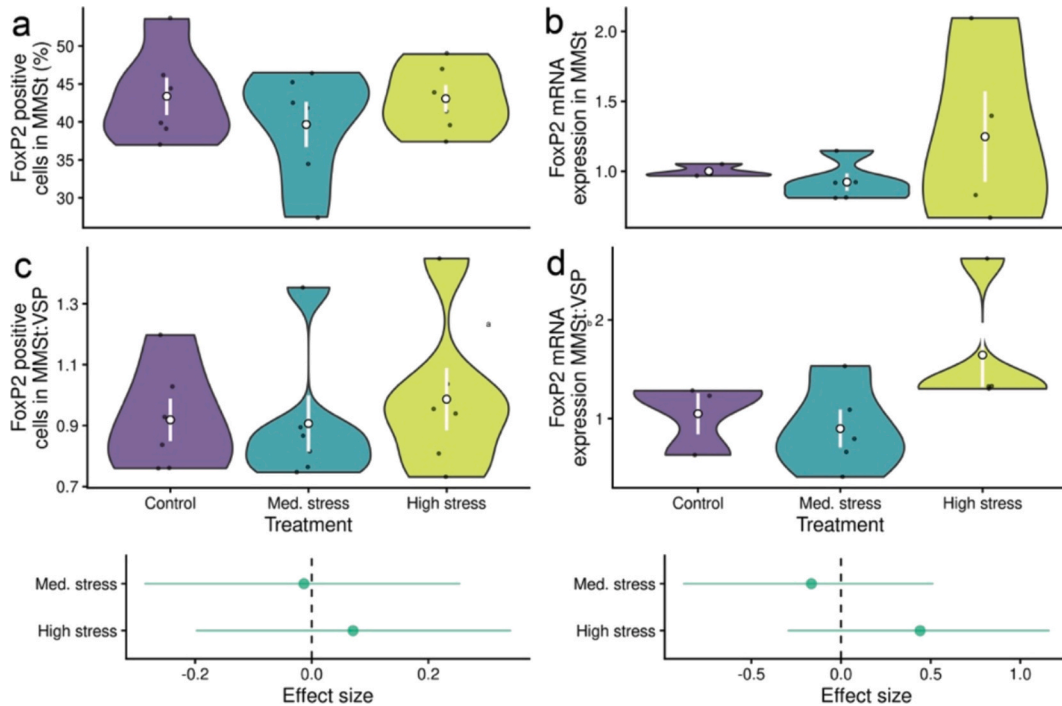 a
FoxP2 positive
cells in MMSt (%)
50
45
40
35
30
b
FoxP2 mRNA
expression in MMSt
2.0
1.5
1.0
c
FoxP2 positive
cells in MMSt:VSP
1.3
1.1
0.9
0.7
a
Control
Med. stress
High stress
Treatment
d
FoxP2 mRNA
expression MMSt:VSP
b
2
1
Control
Med. stress
High stress
Treatment
Med. stress
High stress
-0.2
0.0
0.2
Effect size
Med. stress
High stress
-0.5
0.0
0.5
1.0
Effect size